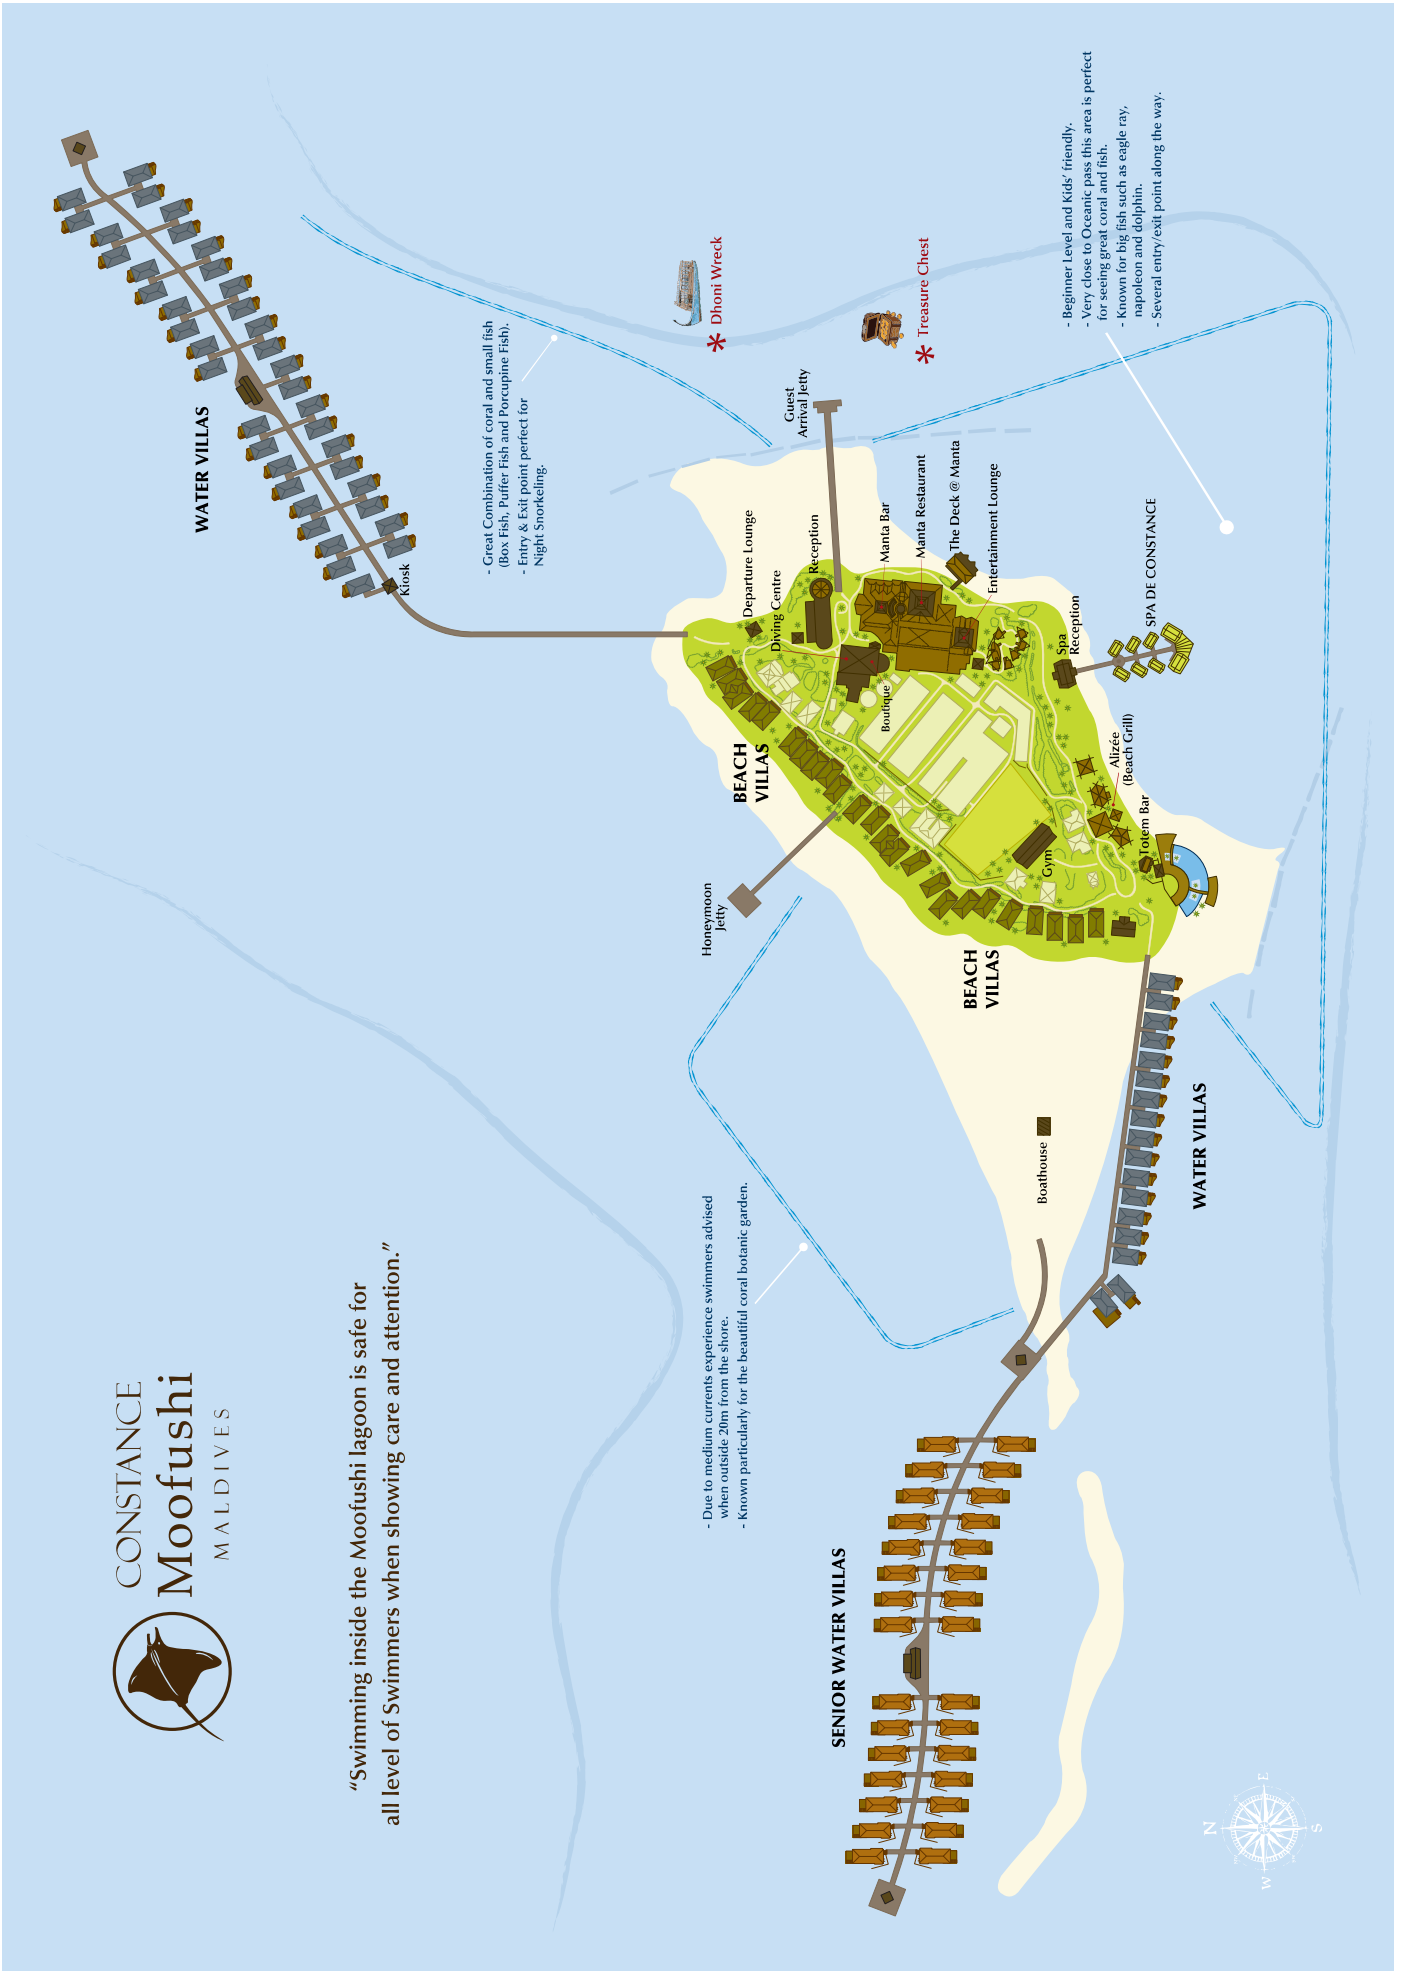 CONSTANCE
Moofushi
MALDIVES
“Swimming inside the Moofushi lagoon is safe for
all level of Swimmers when showing care and attention.”
WATER VILLAS
Kiosk
- Great Combination of coral and small fish
(Box Fish, Puffer Fish and Porcupine Fish).
- Entry & Exit point perfect for
Night Snorkeling.
* Dhoni Wreck
* Treasure Chest
- Beginner Level and Kids’ friendly.
- Very close to Oceanic pass this area is perfect
for seeing great coral and fish.
- Known for big fish such as eagle ray,
napoleon and dolphin.
- Several entry/exit point along the way.
Guest
Arrival Jetty
Departure Lounge
Diving Centre
Reception
Manta Bar
Manta Restaurant
The Deck @ Manta
Entertainment Lounge
Boutique
Spa
Reception
SPA DE CONSTANCE
BEACH
VILLAS
Honeymoon
Jetty
Alizée
(Beach Grill)
Totem Bar
Gym
BEACH
VILLAS
Boathouse
WATER VILLAS
- Due to medium currents experience swimmers advised
when outside 20m from the shore.
- Known particularly for the beautiful coral botanic garden.
SENIOR WATER VILLAS
N
E
S
W